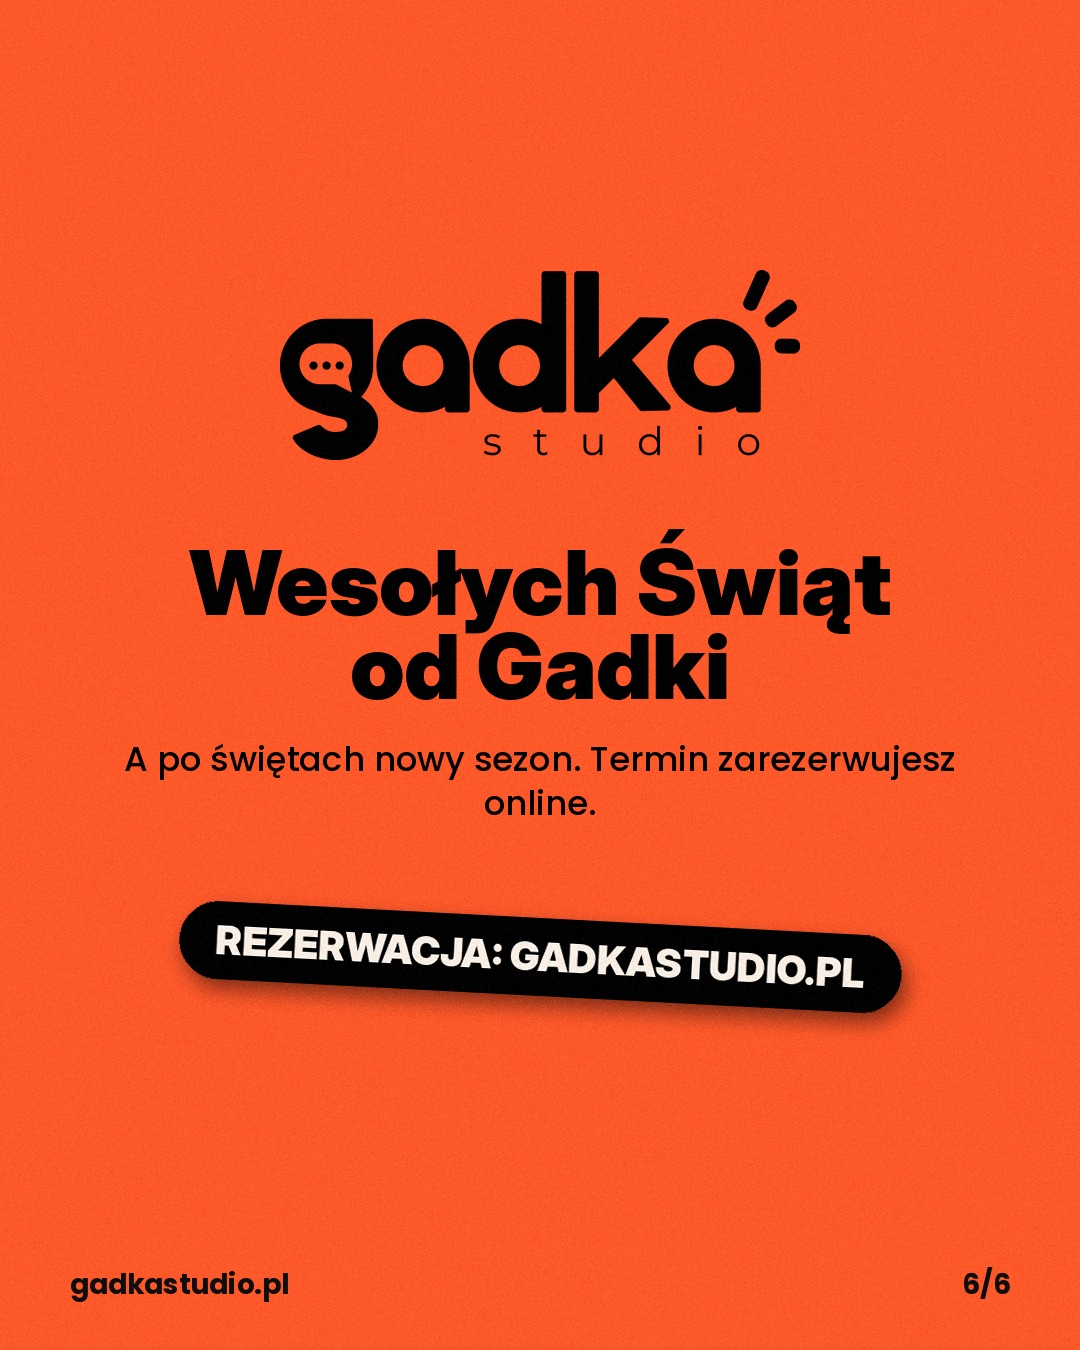 gadka
studio
Wesołych Świąt
od Gadki
A po świętach nowy sezon. Termin zarezerwujesz
online.
REZERWACJA: GADKASTUDIO.PL
gadkastudio.pl
6/6